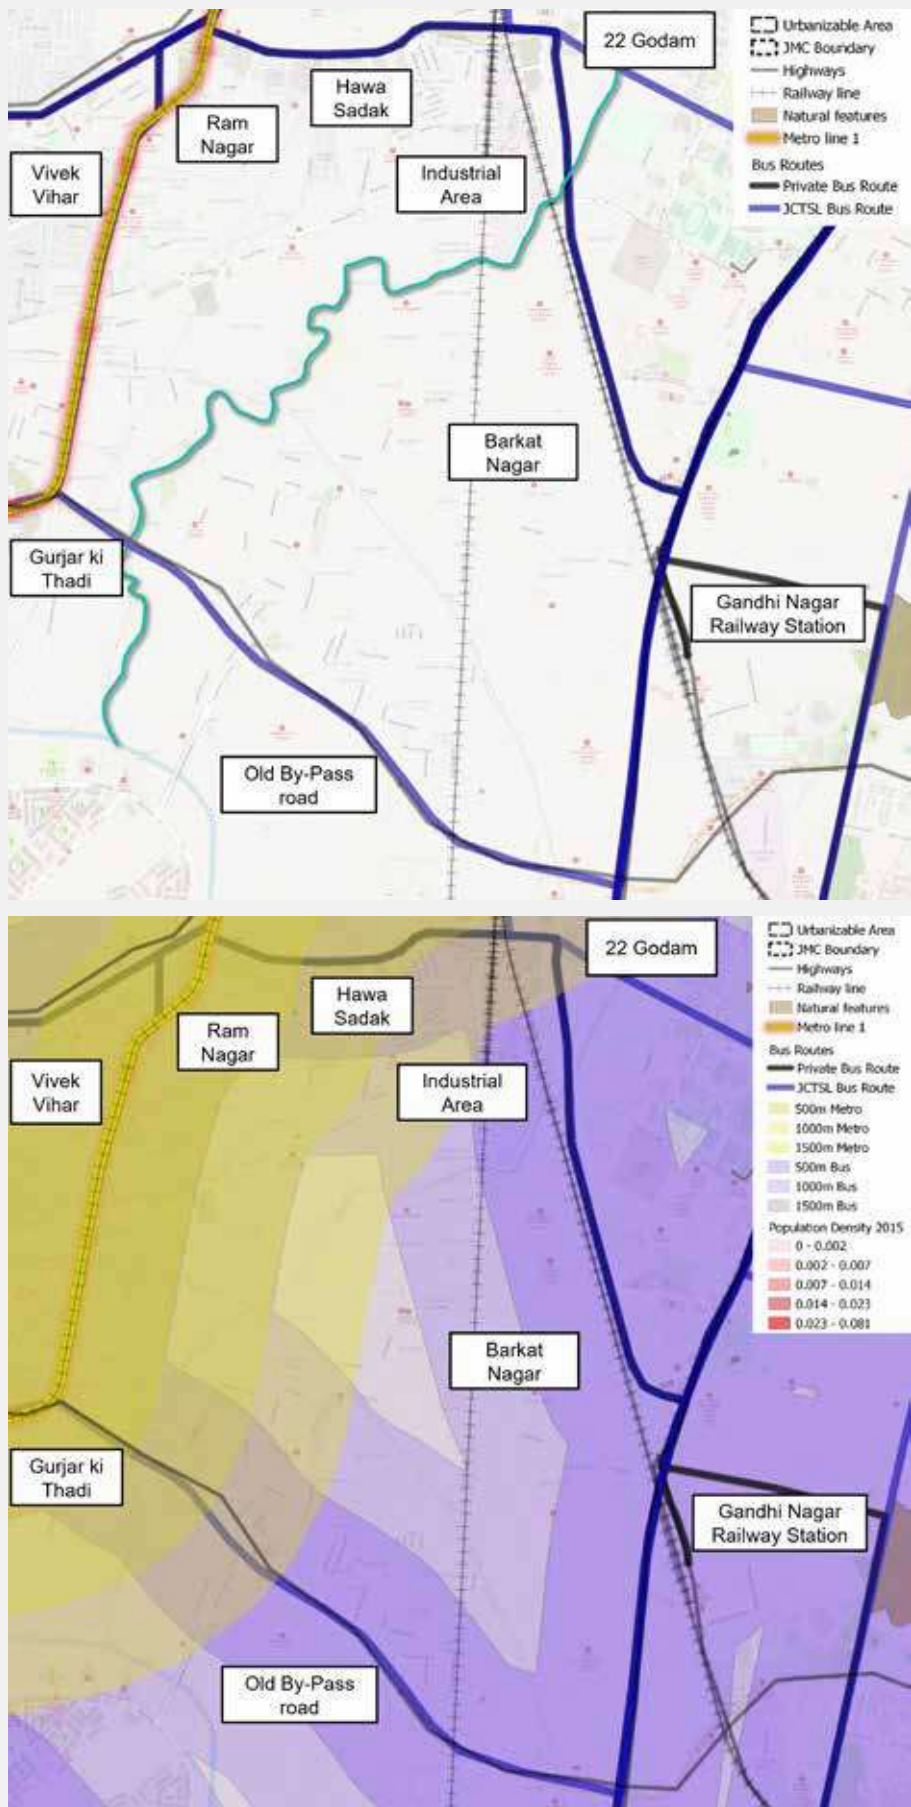 22 Godam
Hawa
Sadak
Ram
Nagar
Vivek
Vihar
Industrial
Area
Barkat
Nagar
Gurjar ki
Thadi
Gandhi Nagar
Railway Station
Old By-Pass
road
Urbanizable Area
JMC Boundary
Highways
Railway line
Natural features
Metro line 1
Bus Routes
Private Bus Route
JCTSL Bus Route
22 Godam
Hawa
Sadak
Ram
Nagar
Vivek
Vihar
Industrial
Area
Barkat
Nagar
Gurjar ki
Thadi
Gandhi Nagar
Railway Station
Old By-Pass
road
Urbanizable Area
JMC Boundary
Highways
Railway line
Natural features
Metro line 1
Bus Routes
Private Bus Route
JCTSL Bus Route
500m Metro
1000m Metro
1500m Metro
500m Bus
1000m Bus
1500m Bus
Population Density 2015
0 - 0.002
0.002 - 0.007
0.007 - 0.014
0.014 - 0.023
0.023 - 0.081